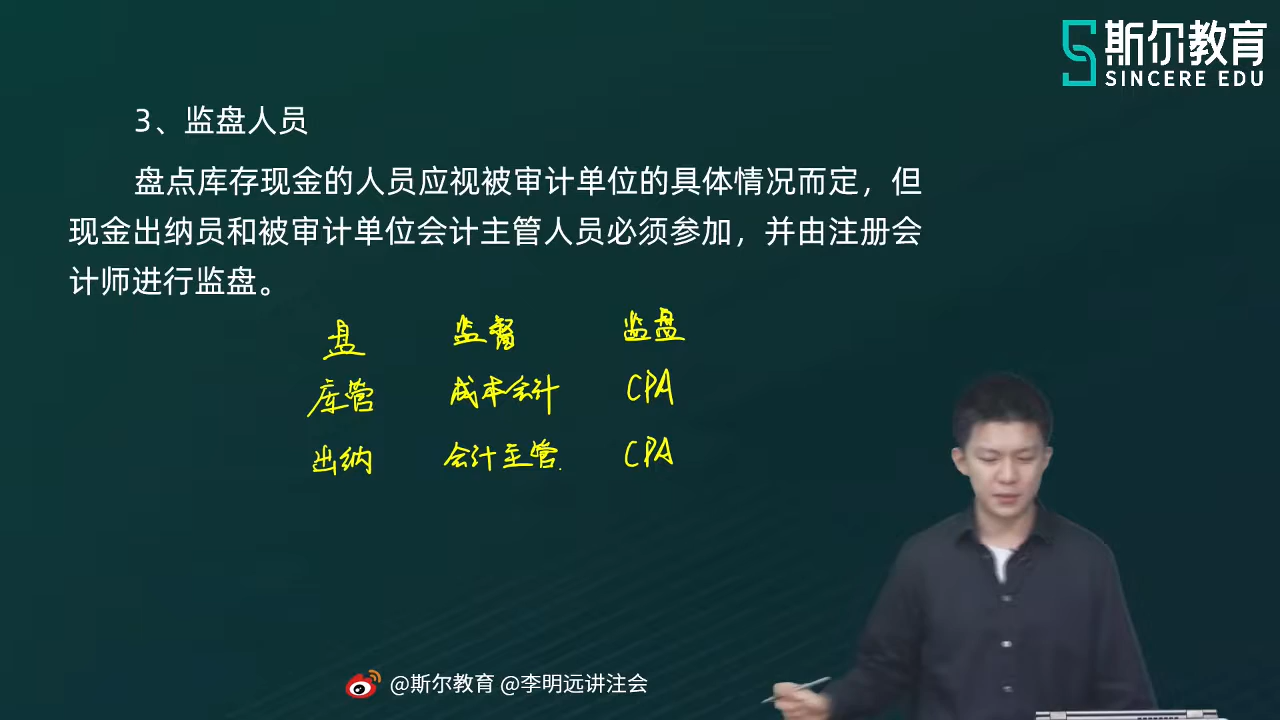 斯尔教育
SINCERE EDU
3、监盘人员
盘点库存现金的人员应视被审计单位的具体情况而定，但
现金出纳员和被审计单位会计主管人员必须参加，并由注册会
计师进行监盘。
盘 监督 监盘
库管 成本会计 CPA
出纳 会计主管. CPA
@斯尔教育 @李明远讲注会